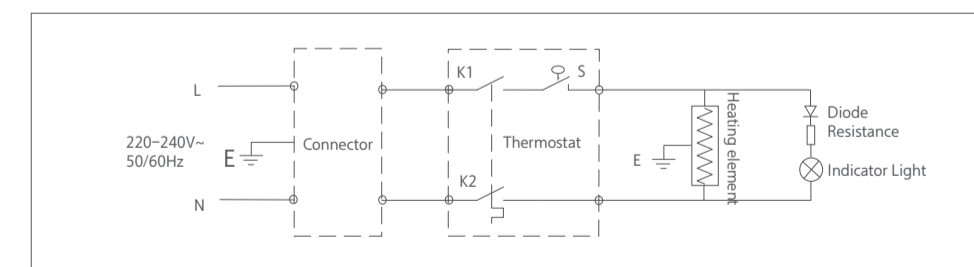 L
K1
S
220-240V~
50/60Hz
E
Connector
Thermostat
E
Heating element
Diode
Resistance
Indicator Light
K2
N